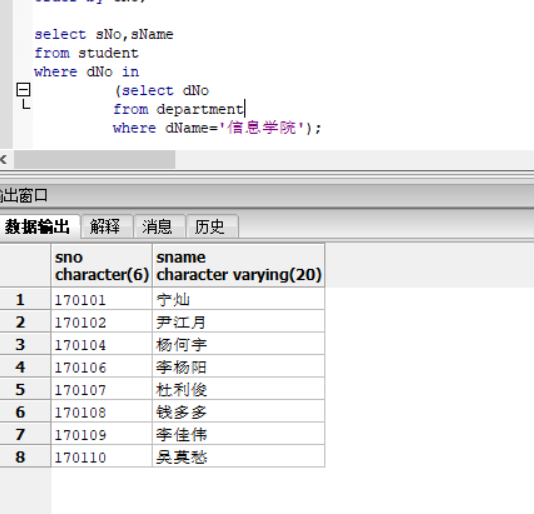 order by sNo;
select sNo,sName
from student
where dNo in
(select dNo
from department
where dName='信息学院');
输出窗口
数据输出 解释 消息 历史
sno character(6) sname character varying(20)
1 170101 宁灿
2 170102 尹江月
3 170104 杨何宇
4 170106 李杨阳
5 170107 杜利俊
6 170108 钱多多
7 170109 李佳伟
8 170110 吴莫愁